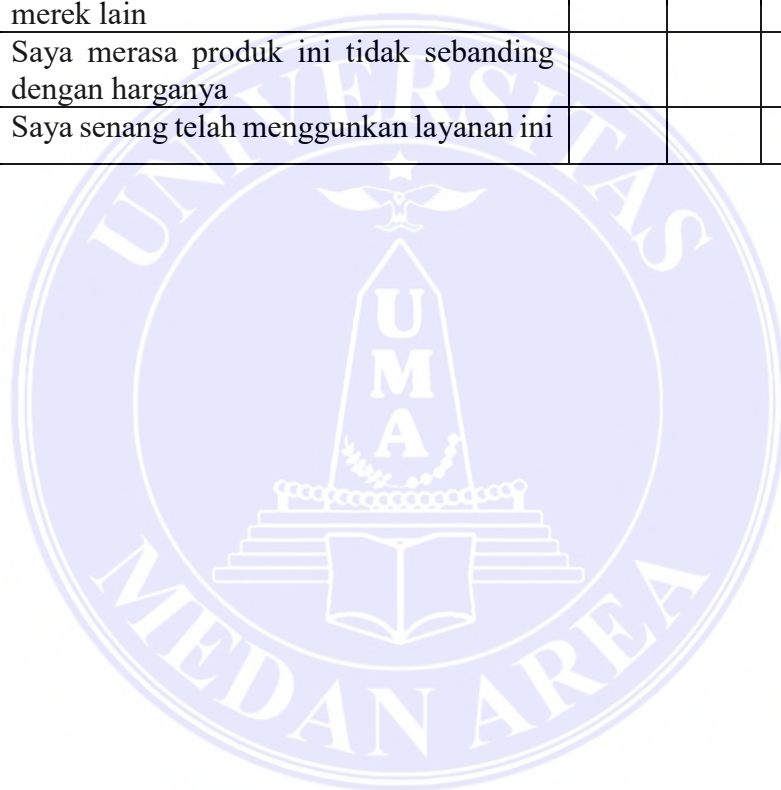 merek lain
Saya merasa produk ini tidak sebanding
dengan harganya
Saya senang telah menggunkan layanan ini
UNIVERSITAS
U
M
A
MEDAN AREA